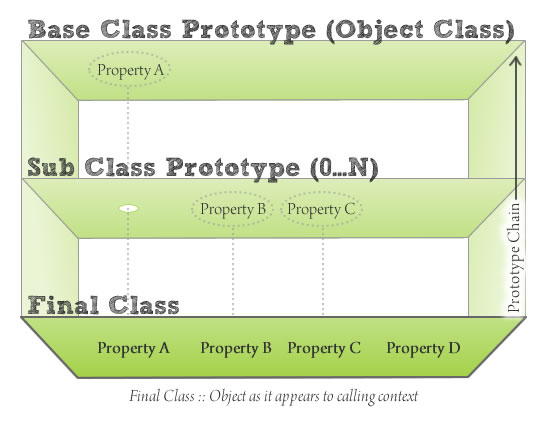 Base Class Prototype (Object Class)
Property A
Sub Class Prototype (0...N)
Property B Property C
Prototype Chain
Final Class
Property A Property B Property C Property D
Final Class :: Object as it appears to calling context